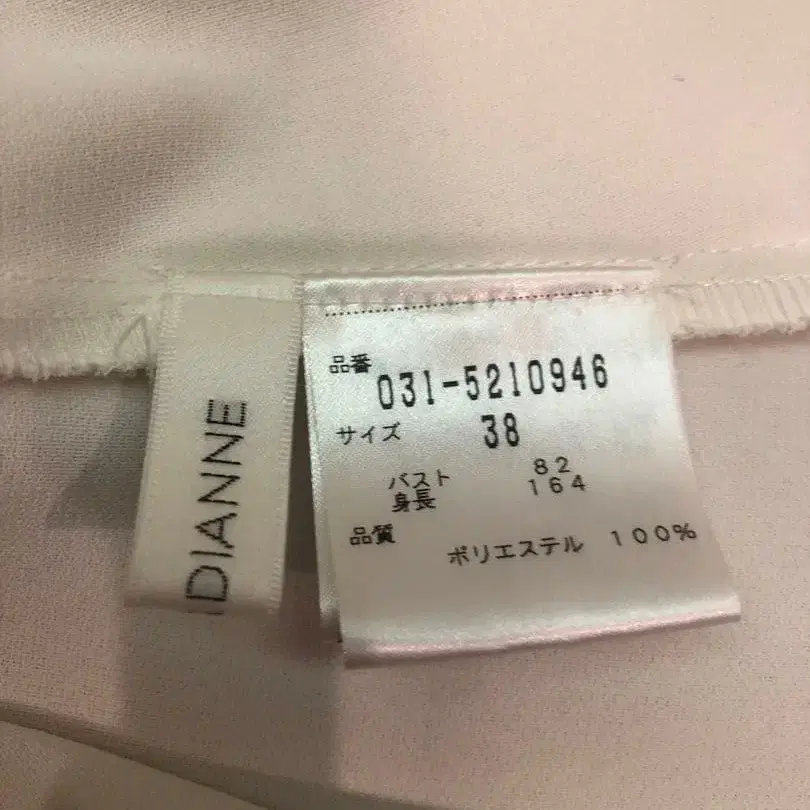 DIANNE
品番 031-5210946
サイズ 38
バスト 82
身長 164
品質
ポリエステル 100%